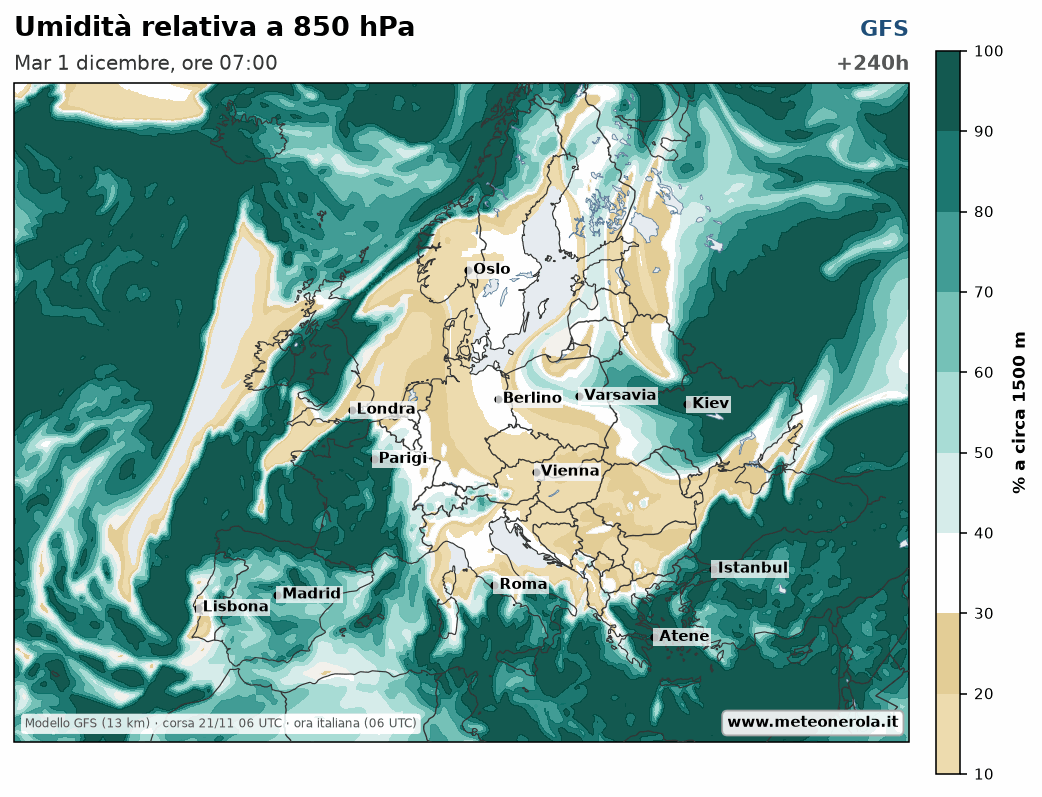 Umidità relativa a 850 hPa
GFS
Mar 1 dicembre, ore 07:00
+240h
100
90
80
70
60
50
40
30
20
10
% a circa 1500 m
Oslo
Berlino
Varsavia
Kiev
Londra
Parigi
Vienna
Istanbul
Roma
Madrid
Lisbona
Atene
Modello GFS (13 km) · corsa 21/11 06 UTC · ora italiana (06 UTC)
www.meteonerola.it